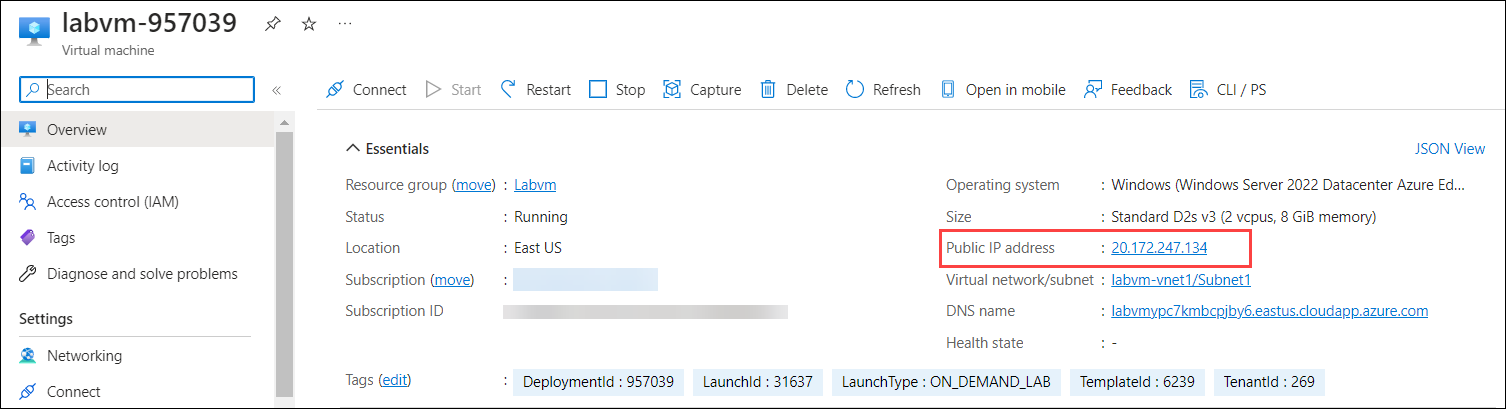 labvm-957039 ...
Virtual machine
Search «
Connect Start Restart Stop Capture Delete Refresh Open in mobile Feedback CLI / PS
Overview
Activity log
Access control (IAM)
Tags
Diagnose and solve problems
Settings
Networking
Connect
Essentials JSON View
Resource group (move) : Labvm
Status : Running
Location : East US
Subscription (move) :
Subscription ID :
Operating system : Windows (Windows Server 2022 Datacenter Azure Ed...
Size : Standard D2s v3 (2 vcpus, 8 GiB memory)
Public IP address : 20.172.247.134
Virtual network/subnet : labvm-vnet1/Subnet1
DNS name : labvmypc7kmbcpjby6.eastus.cloudapp.azure.com
Health state : -
Tags (edit) : DeploymentId : 957039 LaunchId : 31637 LaunchType : ON_DEMAND_LAB TemplateId : 6239 TenantId : 269